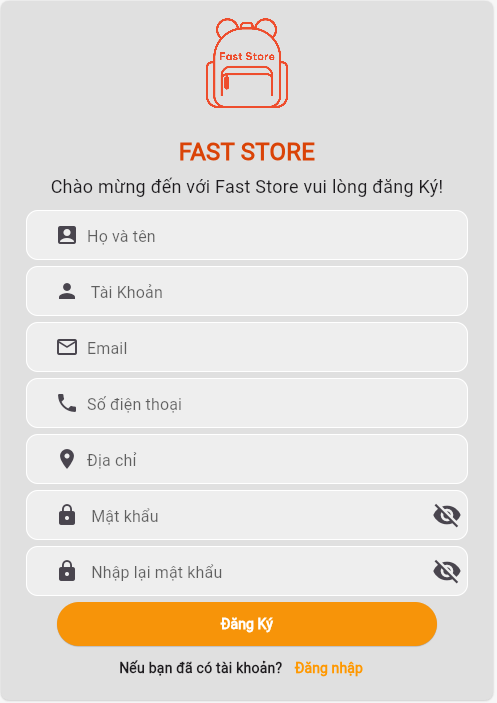 Fast Store
FAST STORE
Chào mừng đến với Fast Store vui lòng đăng Ký!
Họ và tên
Tài Khoản
Email
Số điện thoại
Địa chỉ
Mật khẩu
Nhập lại mật khẩu
Đăng Ký
Nếu bạn đã có tài khoản? Đăng nhập